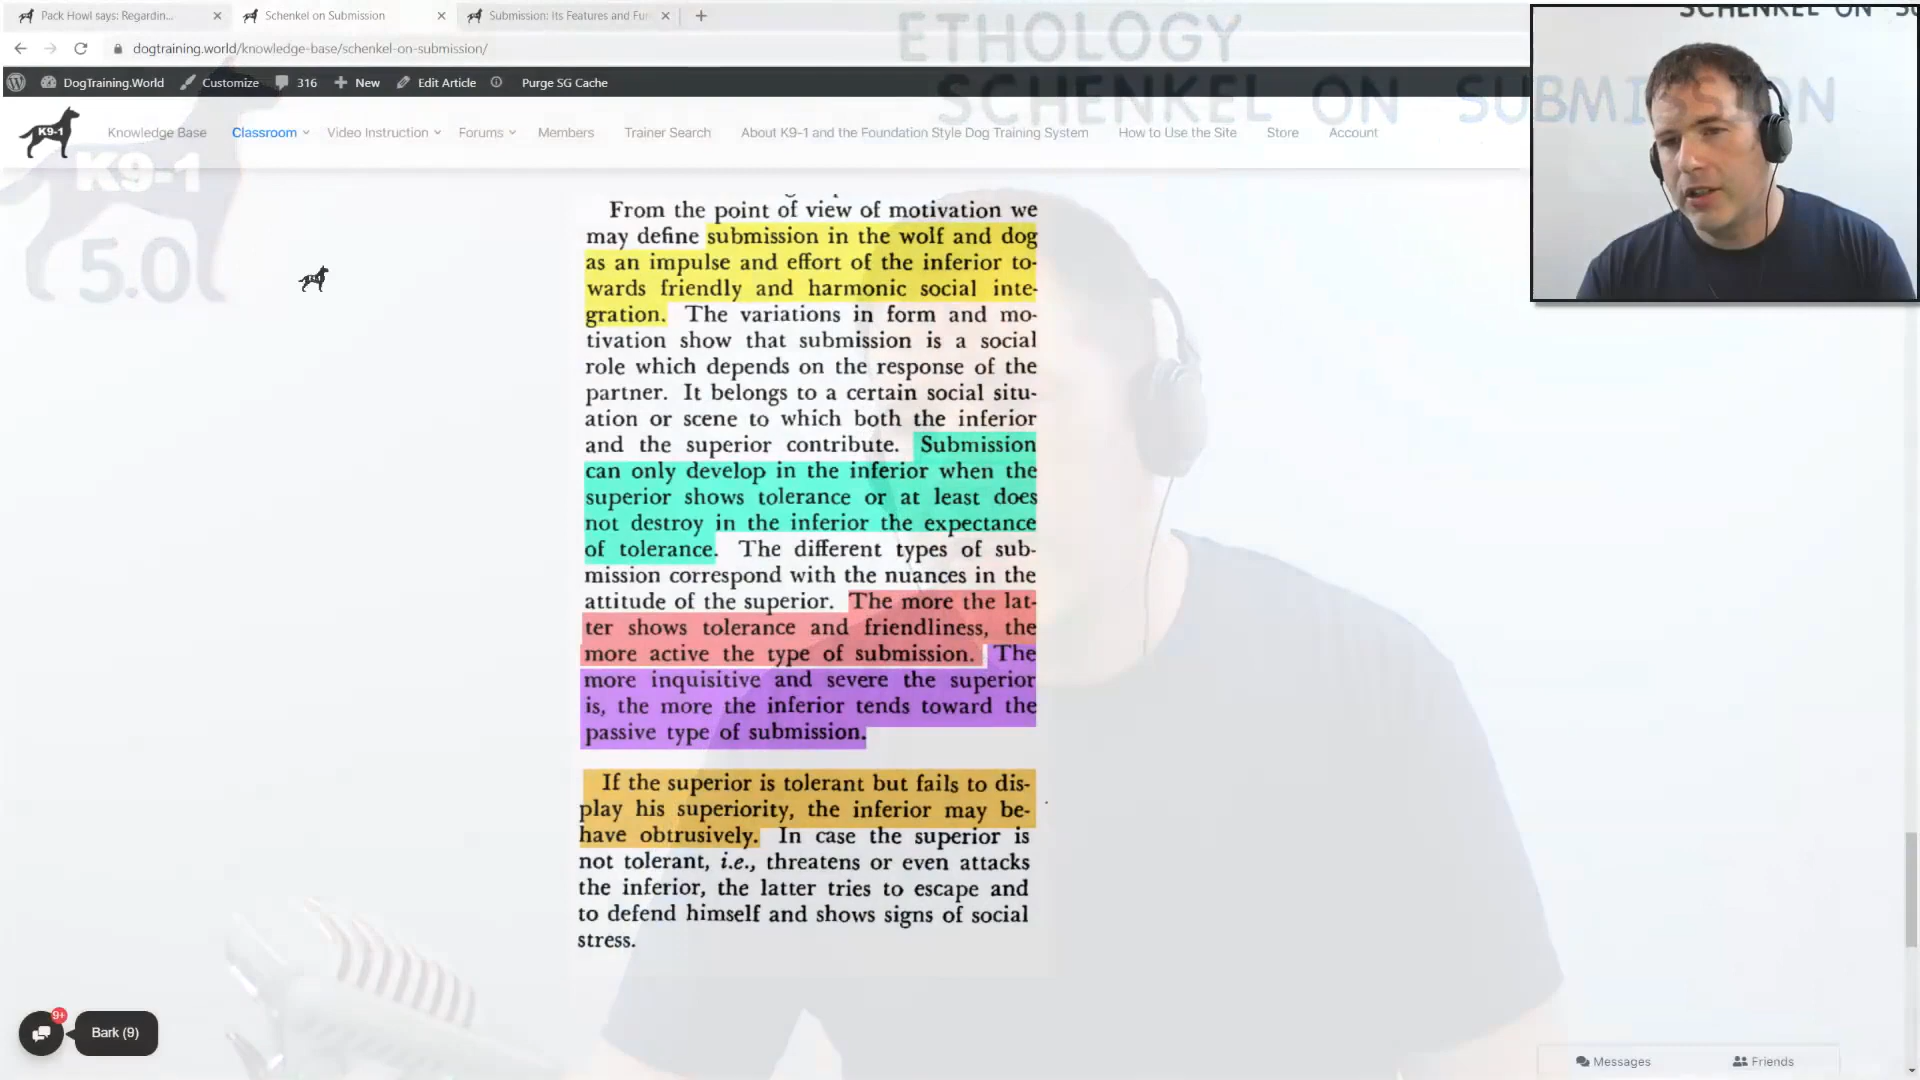 Pack Howl says: Regardin...
Schenkel on Submission
Submission: Its Features and Fu
dogtraining.world/knowledge-base/schenkel-on-submission/
ETHOLOGY
SCHENKEL ON SUBMISSION
SCHENKEL ON
DogTraining.World
Customize
316
New
Edit Article
Purge SG Cache
K9-1
Knowledge Base
Classroom
Video Instruction
Forums
Members
Trainer Search
About K9-1 and the Foundation Style Dog Training System
How to Use the Site
Store
Account
K9-1
5.0
From the point of view of motivation we
may define submission in the wolf and dog
as an impulse and effort of the inferior to-
wards friendly and harmonic social inte-
gration. The variations in form and mo-
tivation show that submission is a social
role which depends on the response of the
partner. It belongs to a certain social situ-
ation or scene to which both the inferior
and the superior contribute. Submission
can only develop in the inferior when the
superior shows tolerance or at least does
not destroy in the inferior the expectance
of tolerance. The different types of sub-
mission correspond with the nuances in the
attitude of the superior. The more the lat-
ter shows tolerance and friendliness, the
more active the type of submission. The
more inquisitive and severe the superior
is, the more the inferior tends toward the
passive type of submission.
If the superior is tolerant but fails to dis-
play his superiority, the inferior may be-
have obtrusively. In case the superior is
not tolerant, i.e., threatens or even attacks
the inferior, the latter tries to escape and
to defend himself and shows signs of social
stress.
9+
Bark (9)
Messages
Friends